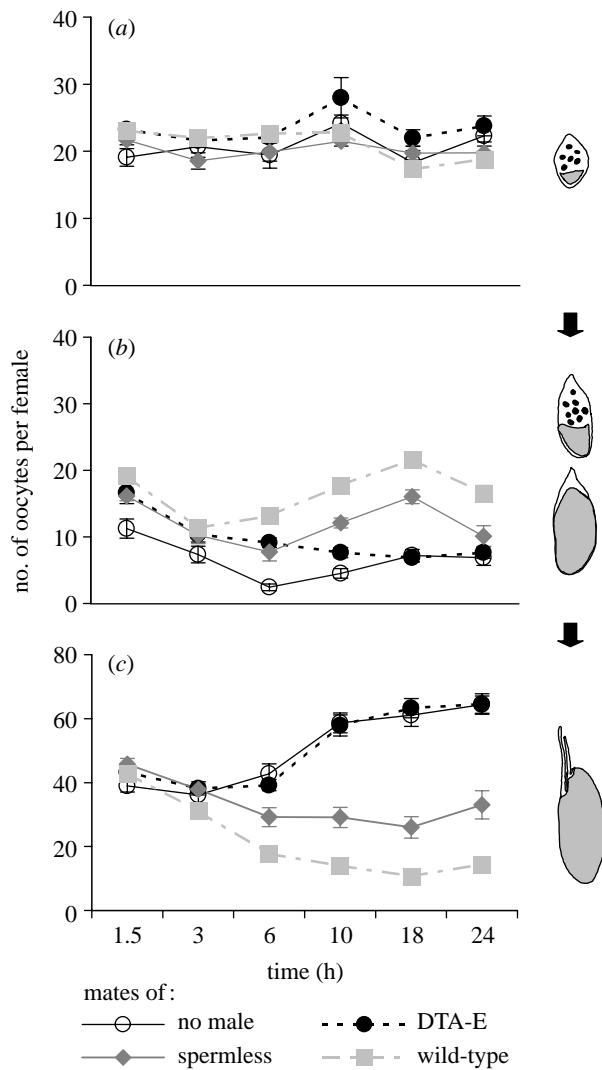 40
(a)
30
20
10
0
no. of oocytes per female
40
(b)
30
20
10
0
80
(c)
60
40
20
0
1.5 3 6 10 18 24
time (h)
mates of :
no male DTA-E
spermless wild-type